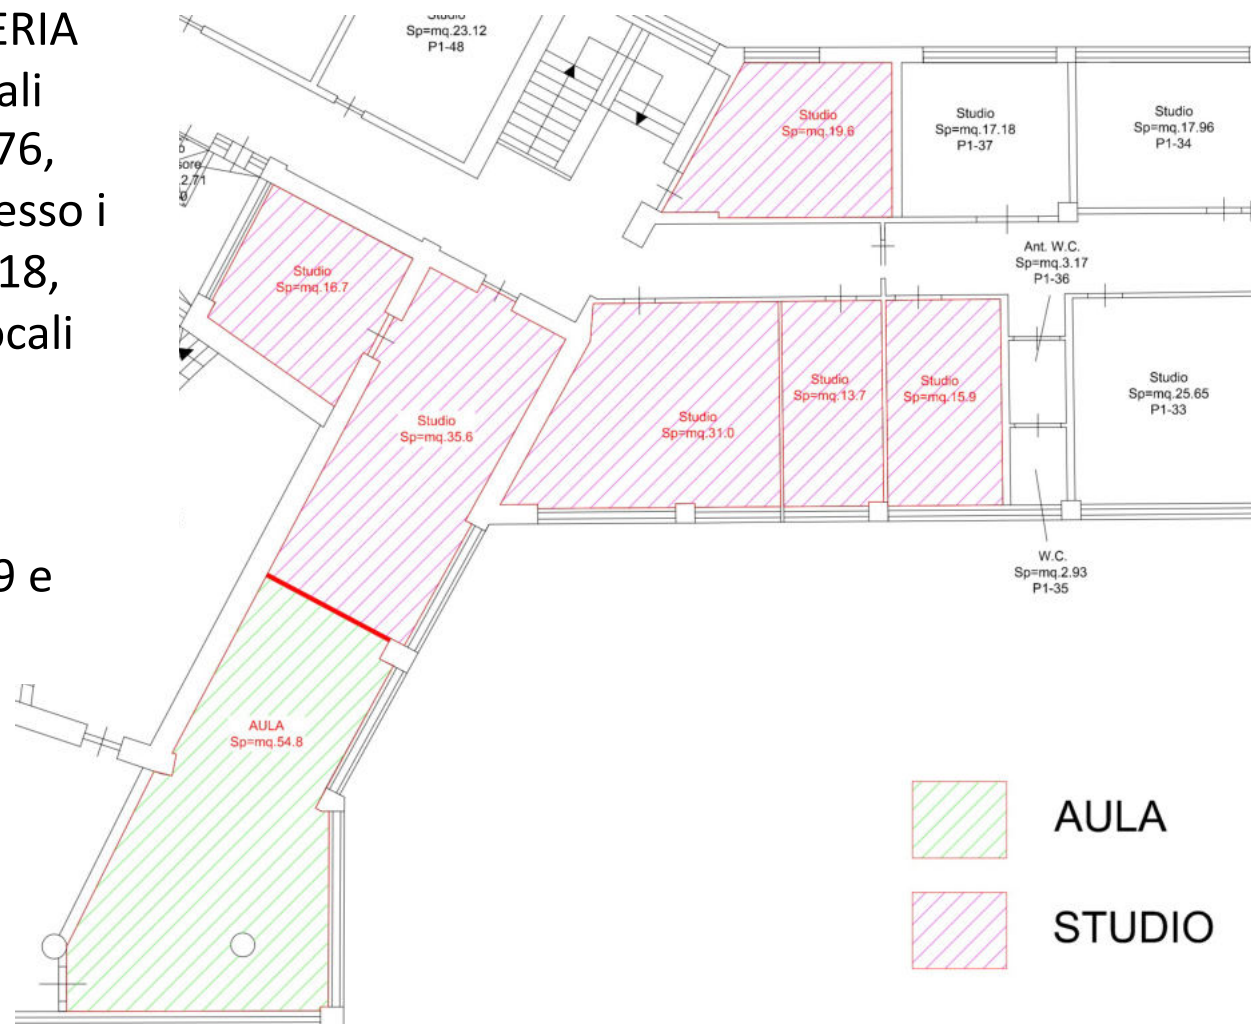 ERIA
ali
76,
esso i
18,
ocali
9 e
Studio
Sp=mq.23.12
P1-48
sore
2.71
Studio
Sp=mq.19.6
Studio
Sp=mq.17.18
P1-37
Studio
Sp=mq.17.96
P1-34
Ant. W.C.
Sp=mq.3.17
P1-36
Studio
Sp=mq.16.7
Studio
Sp=mq.35.6
Studio
Sp=mq.31.0
Studio
Sp=mq.13.7
Studio
Sp=mq.15.9
Studio
Sp=mq.25.65
P1-33
W.C.
Sp=mq.2.93
P1-35
AULA
Sp=mq.54.8
AULA
STUDIO